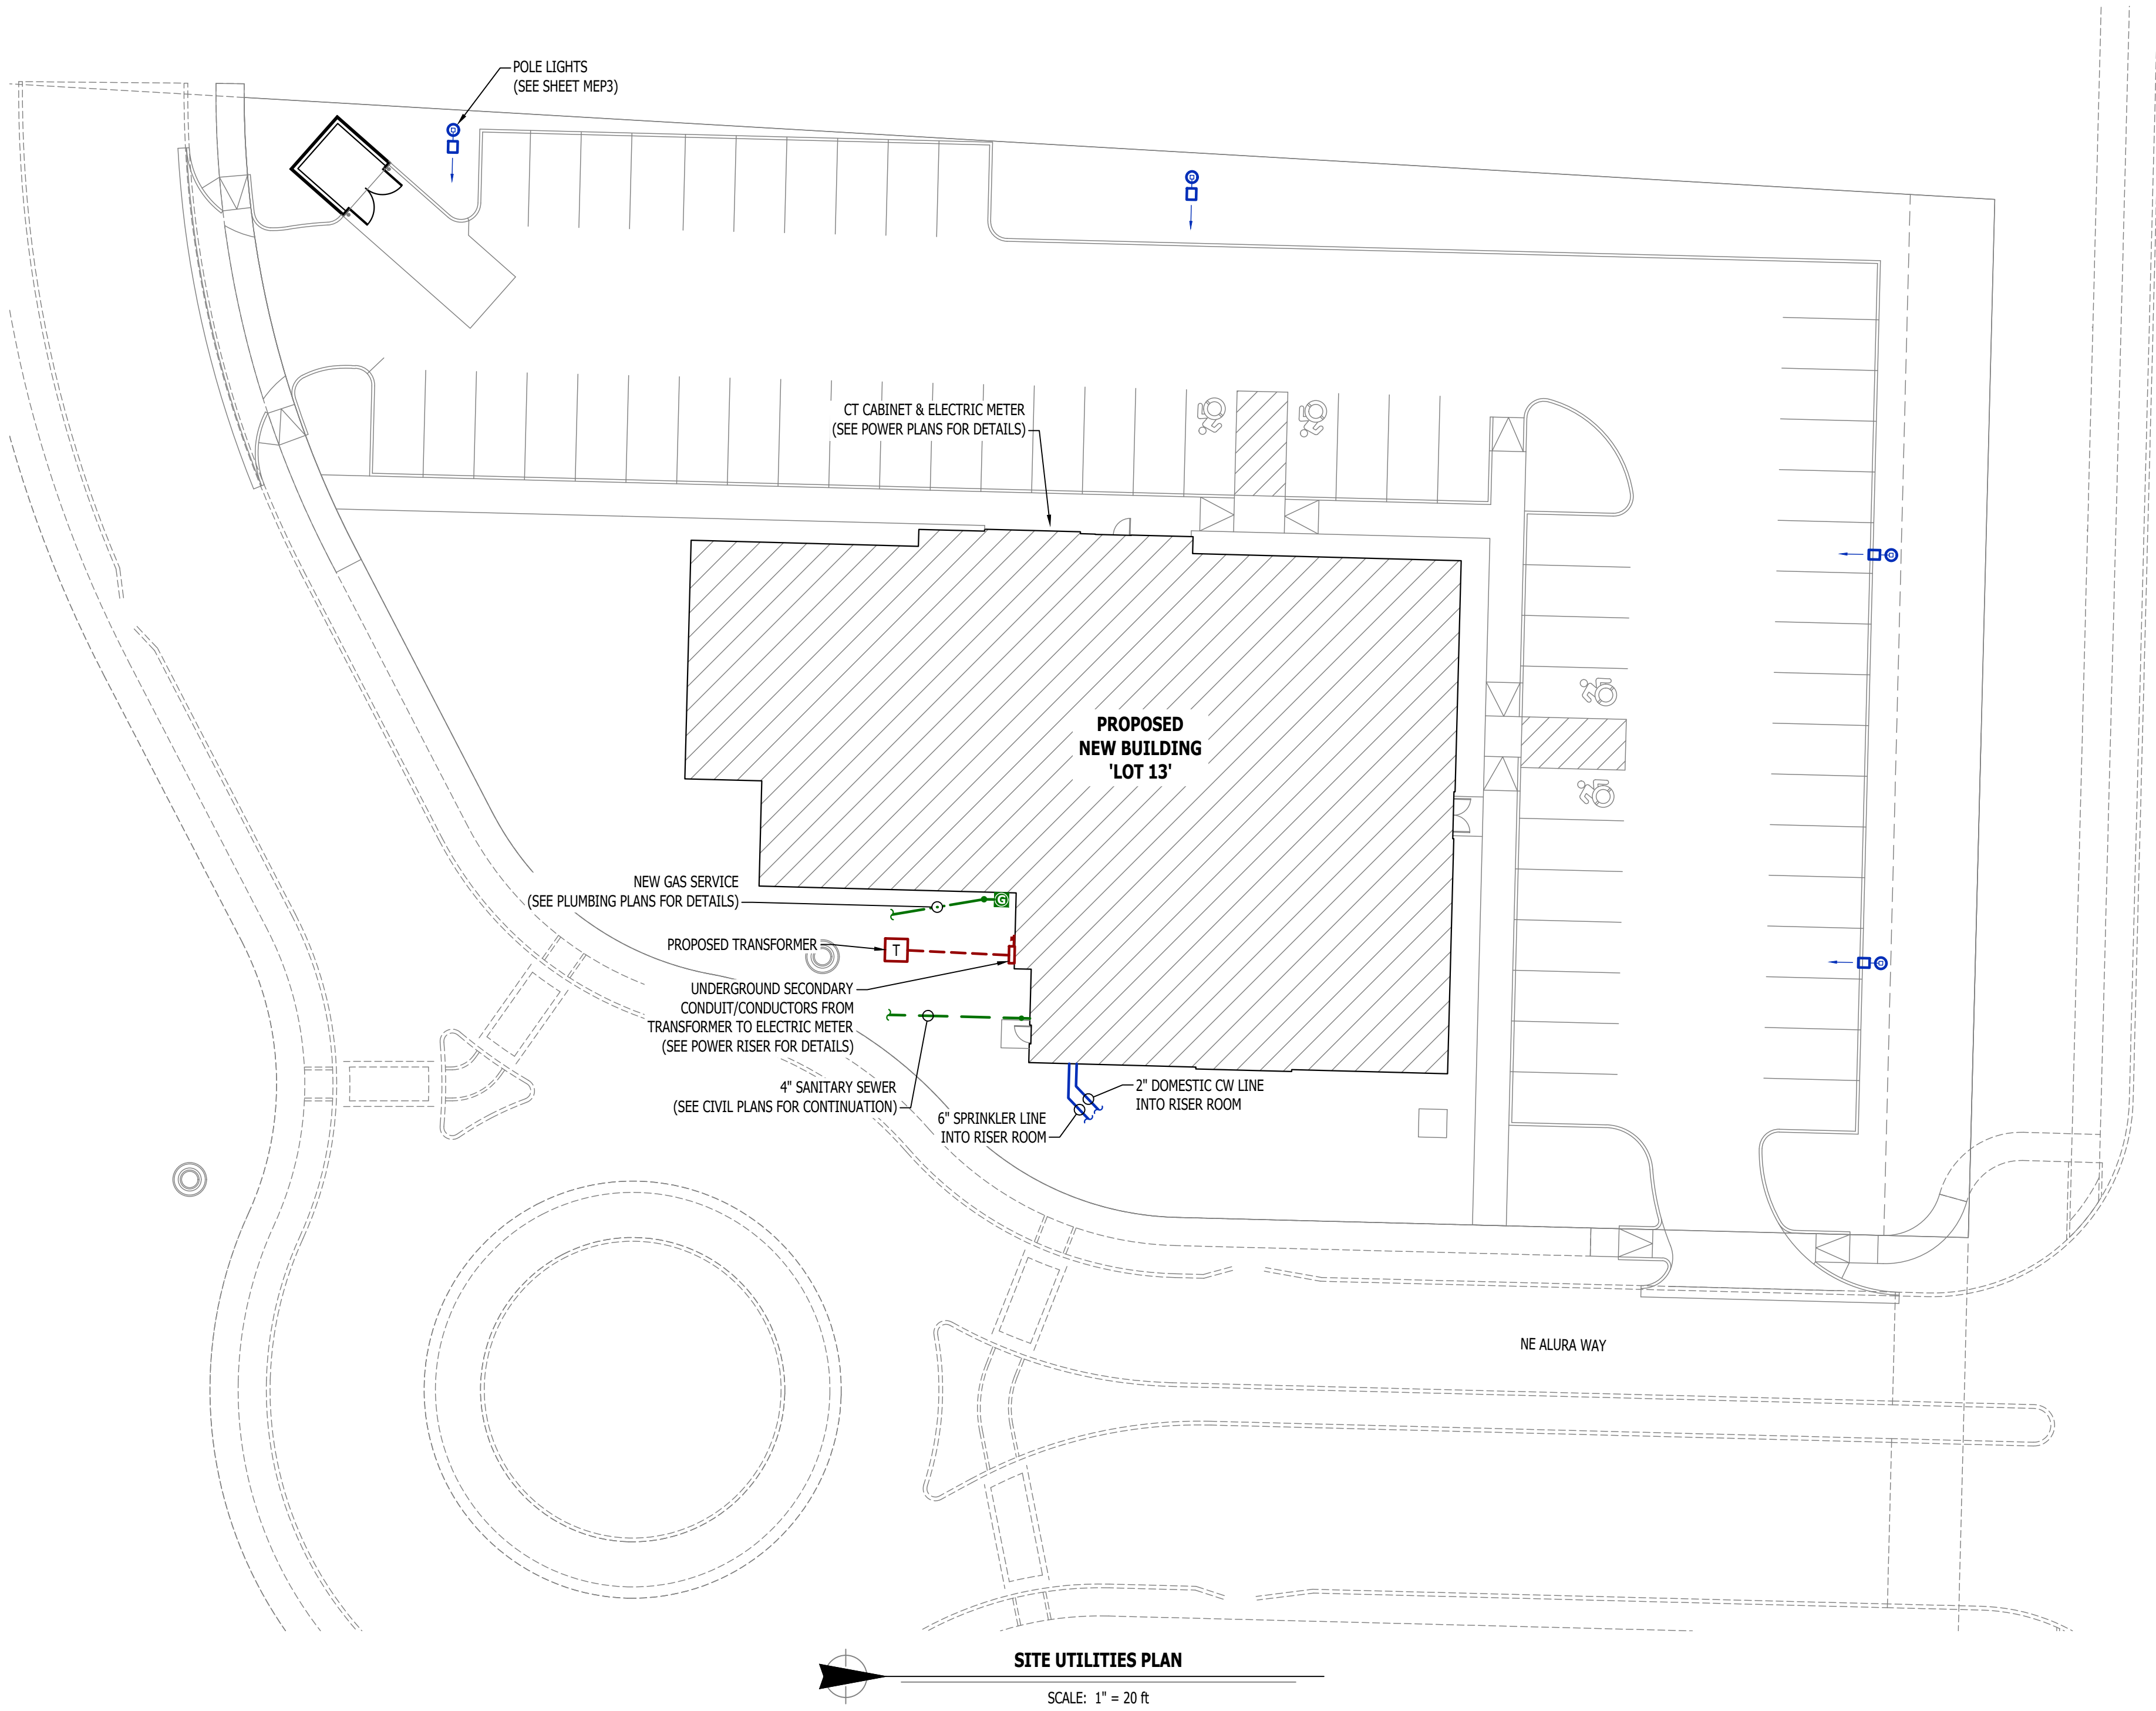 POLE LIGHTS
(SEE SHEET MEP3)
CT CABINET & ELECTRIC METER
(SEE POWER PLANS FOR DETAILS)
PROPOSED
NEW BUILDING
'LOT 13'
NEW GAS SERVICE
(SEE PLUMBING PLANS FOR DETAILS)
G
PROPOSED TRANSFORMER
T
UNDERGROUND SECONDARY
CONDUIT/CONDUCTORS FROM
TRANSFORMER TO ELECTRIC METER
(SEE POWER RISER FOR DETAILS)
4" SANITARY SEWER
(SEE CIVIL PLANS FOR CONTINUATION)
2" DOMESTIC CW LINE
INTO RISER ROOM
6" SPRINKLER LINE
INTO RISER ROOM
NE ALURA WAY
SITE UTILITIES PLAN
SCALE: 1" = 20 ft